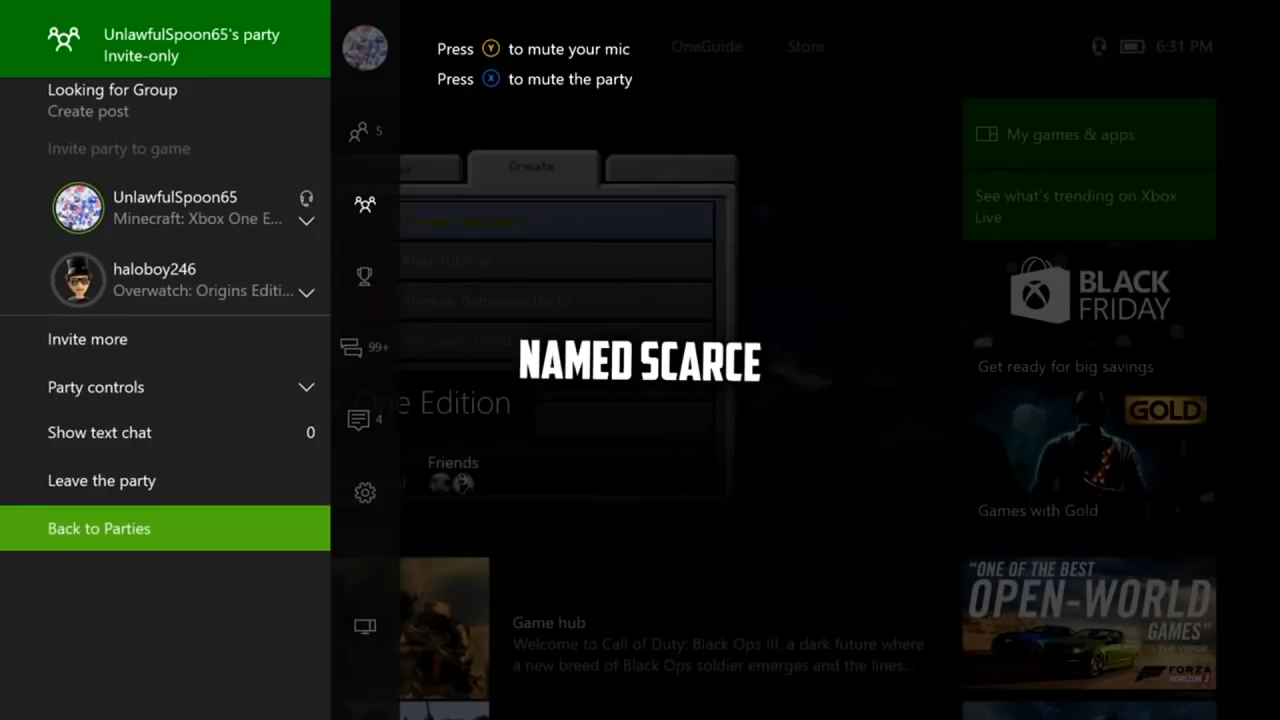 UnlawfulSpoon65's party
Invite-only
Looking for Group
Create post
Invite party to game
UnlawfulSpoon65
Minecraft: Xbox One E...
haloboy246
Overwatch: Origins Editi...
Invite more
Party controls
Show text chat 0
Leave the party
Back to Parties
Press Y to mute your mic
Press X to mute the party
OneGuide
Store
6:31 PM
5
99+
4
Create
Play Tutorial
NAMED SCARCE
One Edition
Friends
Game hub
Welcome to Call of Duty: Black Ops III, a dark future where
a new breed of Black Ops soldier emerges and the lines...
My games & apps
See what's trending on Xbox
Live
BLACK
FRIDAY
Get ready for big savings
GOLD
Games with Gold
"ONE OF THE BEST
OPEN-WORLD
GAMES"
THE VERGE
FORZA
HORIZON 3